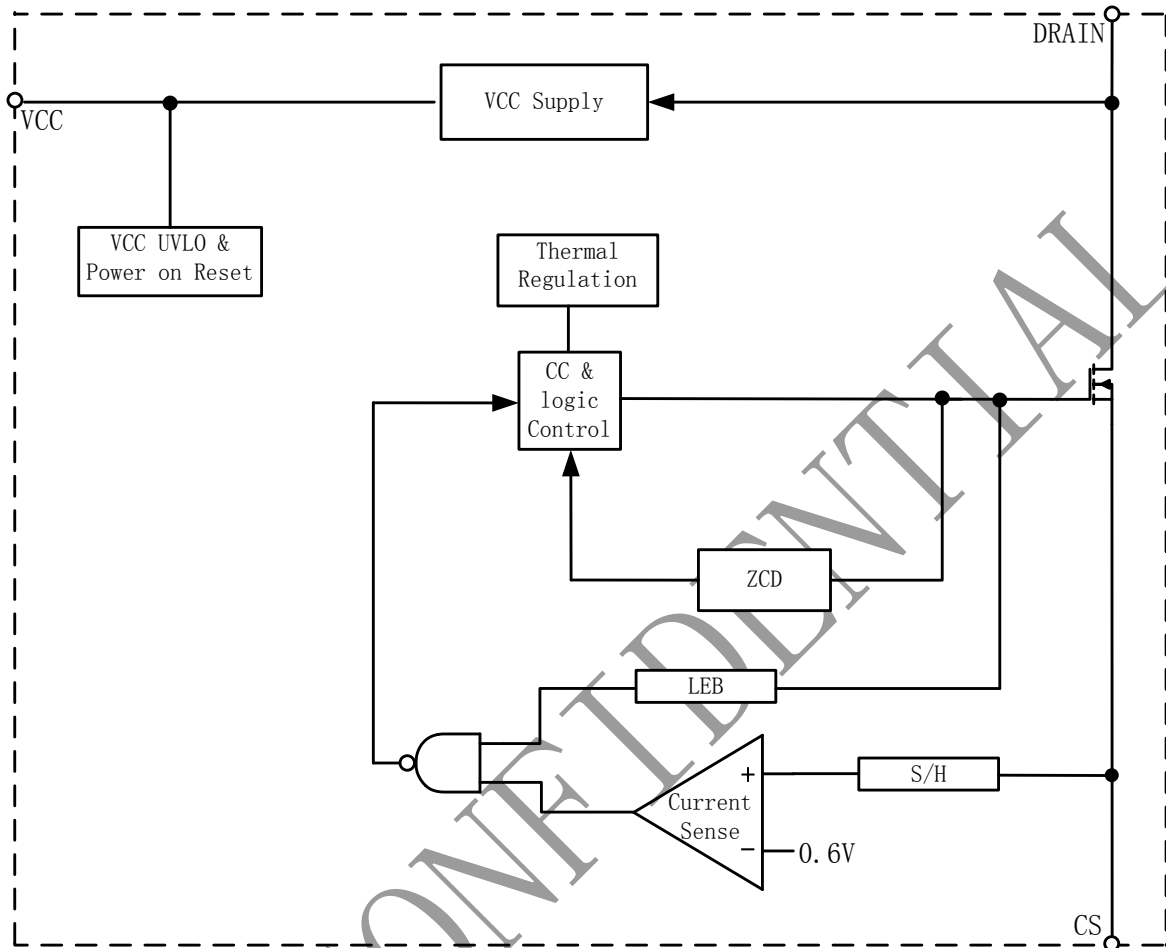 DRAIN
VCC
VCC Supply
VCC UVLO &
Power on Reset
Thermal
Regulation
CC &
logic
Control
ZCD
LEB
S/H
+
Current
Sense
−
0.6V
CS
ONFIDENTIAL